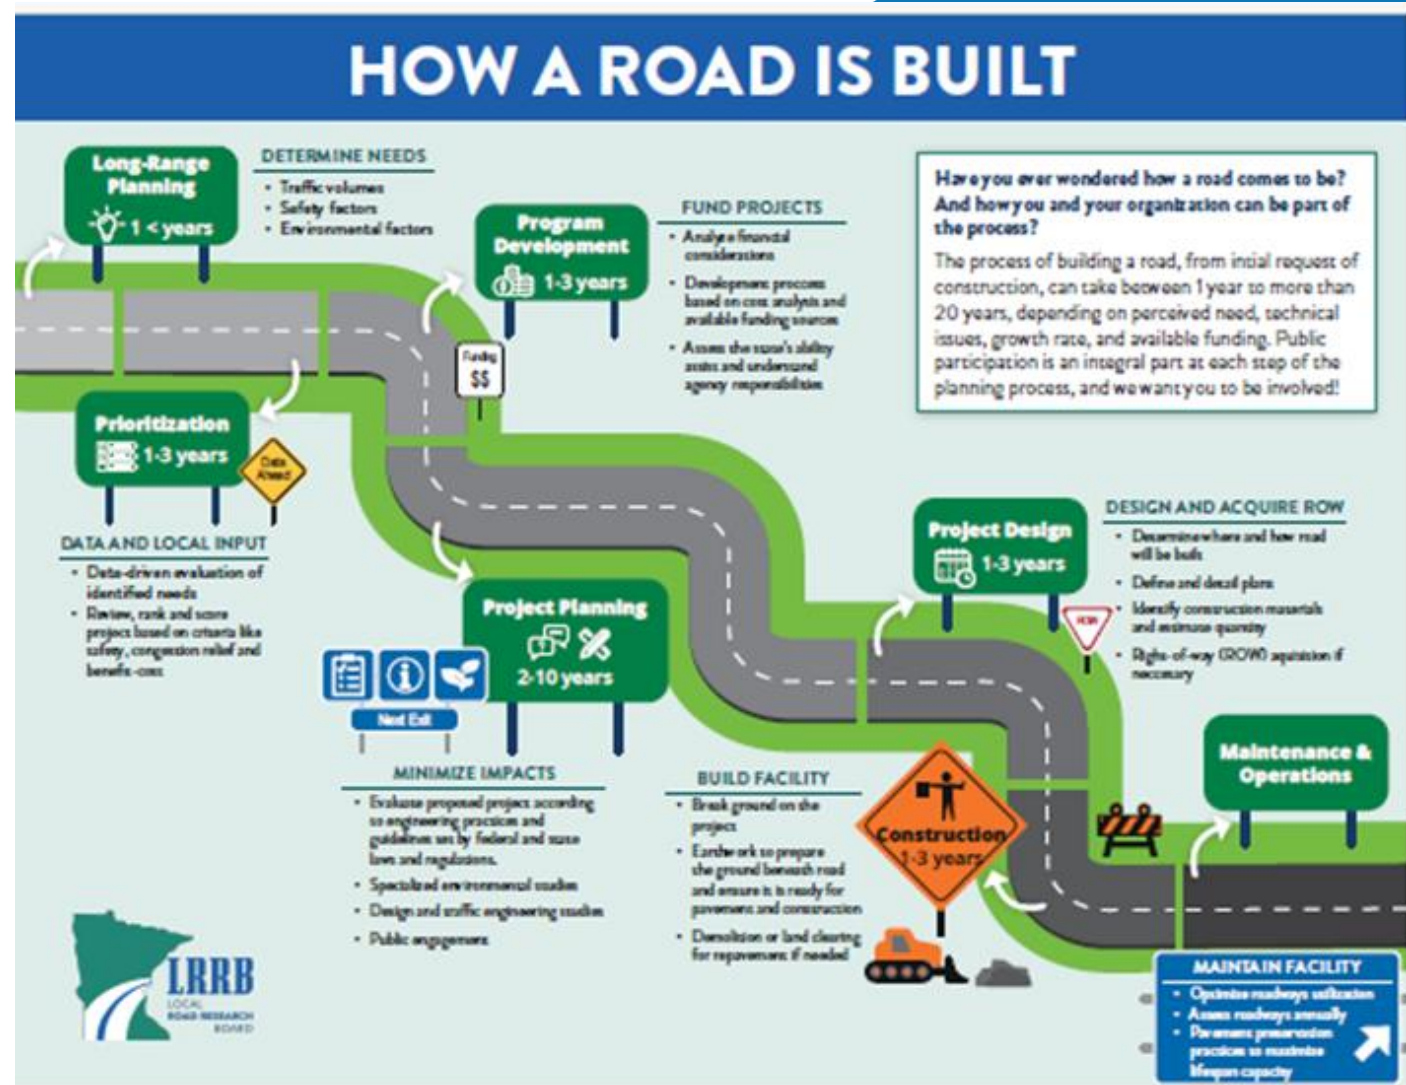 HOW A ROAD IS BUILT
Long-Range
Planning
1 < years
DETERMINE NEEDS
• Traffic volumes
• Safety factors
• Environmental factors
Prioritization
1-3 years
Data
Ahead
DATA AND LOCAL INPUT
• Data-driven evaluation of
identified needs
• Review, rank and score
project based on criteria like
safety, congestion relief and
benefit-cost
Program
Development
1-3 years
Funding
$$
FUND PROJECTS
• Analyze financial
considerations
• Development process
based on cost analysis and
available funding sources
• Assess the state's ability
assets and understand
agency responsibilities
Have you ever wondered how a road comes to be?
And how you and your organization can be part of
the process?
The process of building a road, from intial request of
construction, can take between 1 year to more than
20 years, depending on perceived need, technical
issues, growth rate, and available funding. Public
participation is an integral part at each step of the
planning process, and we want you to be involved!
Project Planning
2-10 years
Next Exit
MINIMIZE IMPACTS
• Evaluate proposed project according
to engineering practices and
guidelines set by federal and state
laws and regulations.
• Specialized environmental studies
• Design and traffic engineering studies
• Public engagement
Project Design
1-3 years
ROW
DESIGN AND ACQUIRE ROW
• Determine where and how road
will be built
• Define and detail plans
• Identify construction materials
and estimate quantity
• Right-of-way (ROW) aquisition if
neccesary
BUILD FACILITY
• Break ground on the
project
• Earthwork to prepare
the ground beneath road
and ensure it is ready for
pavement and construction
• Demolition or land clearing
for repavement if needed
Construction
1-3 years
Maintenance &
Operations
MAINTAIN FACILITY
• Optimize roadways utilization
• Assess roadways annually
• Pavement preservation
practices to maximize
lifespan capacity
LRRB
LOCAL
ROAD RESEARCH
BOARD